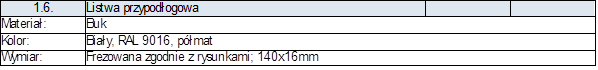 1.6. Listwa przypodłogowa
Materiał: Buk
Kolor: Biały, RAL 9016, półmat
Wymiar: Frezowana zgodnie z rysunkami; 140x16mm